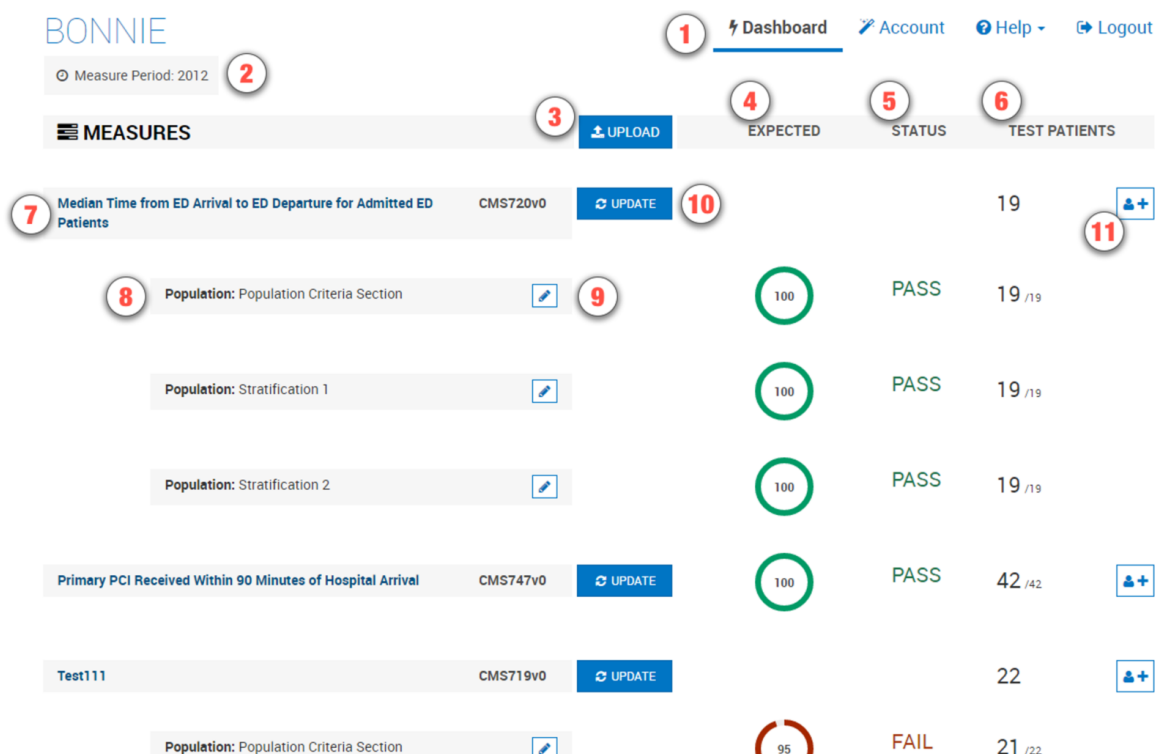 BONNIE
1 Dashboard Account Help Logout
Measure Period: 2012 2
MEASURES 3 UPLOAD 4 EXPECTED 5 STATUS 6 TEST PATIENTS
7 Median Time from ED Arrival to ED Departure for Admitted ED CMS720v0 UPDATE 10 19 11
Patients
8 Population: Population Criteria Section 9 100 PASS 19 /19
Population: Stratification 1 100 PASS 19 /19
Population: Stratification 2 100 PASS 19 /19
Primary PCI Received Within 90 Minutes of Hospital Arrival CMS747v0 UPDATE 100 PASS 42 /42
Test111 CMS719v0 UPDATE 22
Population: Population Criteria Section 95 FAIL 21 /22